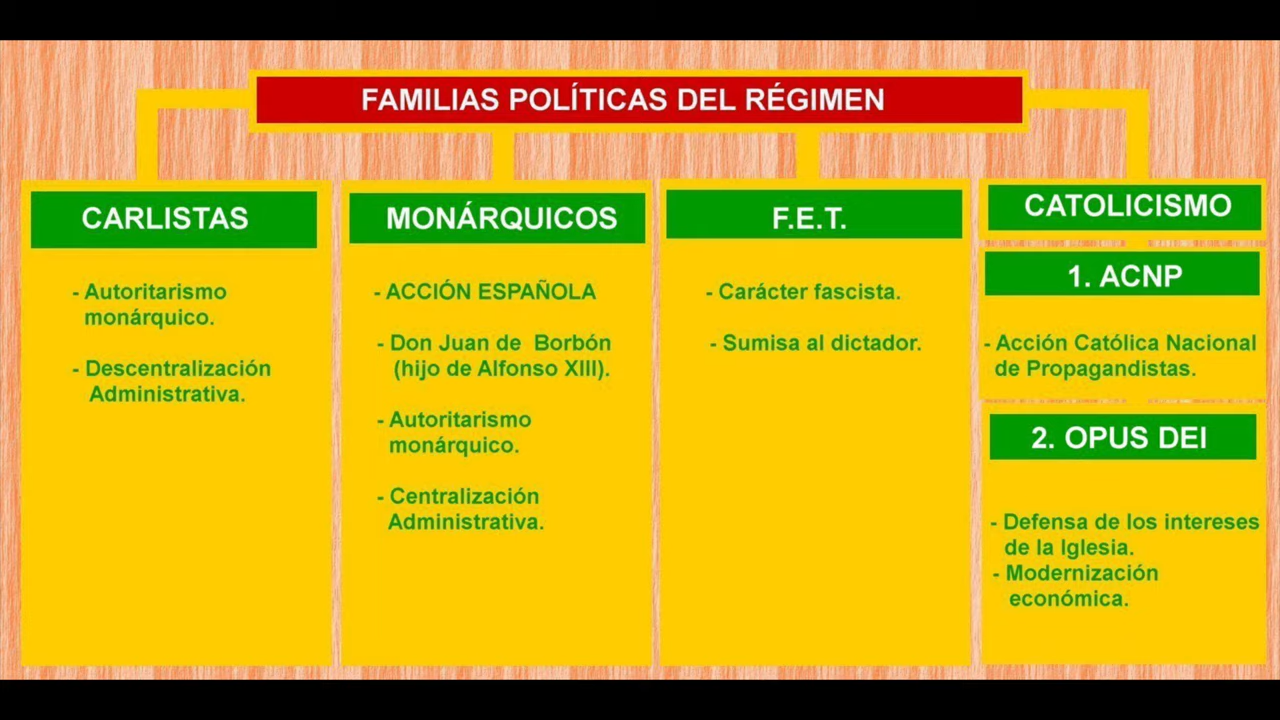 FAMILIAS POLÍTICAS DEL RÉGIMEN
CARLISTAS
- Autoritarismo
monárquico.
- Descentralización
Administrativa.
MONÁRQUICOS
- ACCIÓN ESPAÑOLA
- Don Juan de Borbón
(hijo de Alfonso XIII).
- Autoritarismo
monárquico.
- Centralización
Administrativa.
F.E.T.
- Carácter fascista.
- Sumisa al dictador.
CATOLICISMO
1. ACNP
- Acción Católica Nacional
de Propagandistas.
2. OPUS DEI
- Defensa de los intereses
de la Iglesia.
- Modernización
económica.